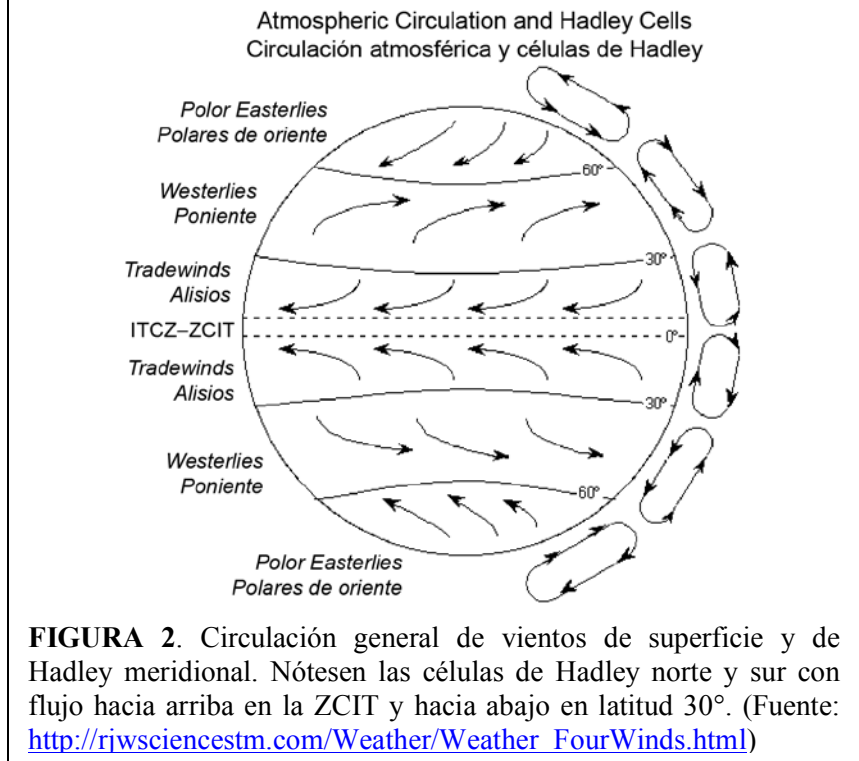 Atmospheric Circulation and Hadley Cells
Circulación atmosférica y células de Hadley
Polor Easterlies
Polares de oriente
60°
Westerlies
Poniente
30°
Tradewinds
Alisios
ITCZ–ZCIT
0°
Tradewinds
Alisios
30°
Westerlies
Poniente
60°
Polor Easterlies
Polares de oriente
FIGURA 2. Circulación general de vientos de superficie y de
Hadley meridional. Nótesen las células de Hadley norte y sur con
flujo hacia arriba en la ZCIT y hacia abajo en latitud 30°. (Fuente:
http://rjwsciencestm.com/Weather/Weather_FourWinds.html)